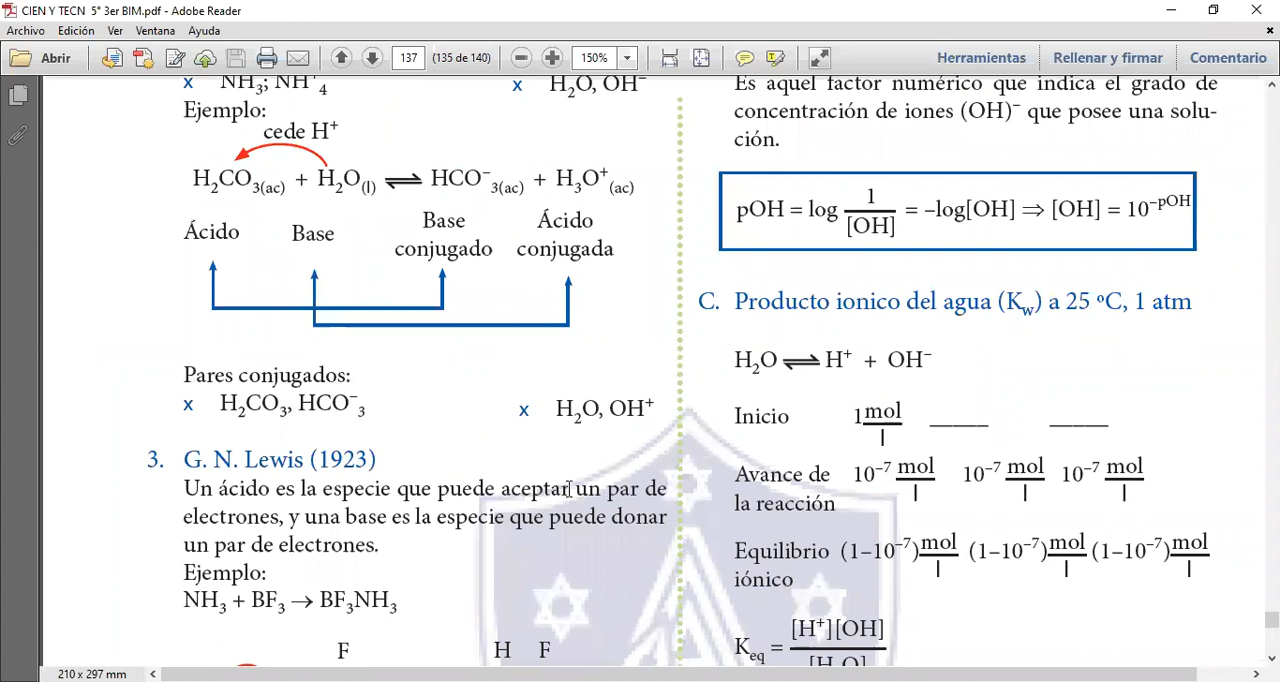 CIEN Y TECN 5° 3er BIM.pdf - Adobe Reader
Archivo Edición Ver Ventana Ayuda
Abrir 137 (135 de 140) 150% Herramientas Rellenar y firmar Comentario
x NH₃; NH⁺₄ x H₂O, OH⁻
Ejemplo:
cede H⁺
H₂CO₃(ac) + H₂O(l) ⇌ HCO⁻₃(ac) + H₃O⁺(ac)
Ácido Base Base conjugado Ácido conjugada
Pares conjugados:
x H₂CO₃, HCO⁻₃ x H₂O, OH⁺
3. G. N. Lewis (1923)
Un ácido es la especie que puede aceptar un par de
electrones, y una base es la especie que puede donar
un par de electrones.
Ejemplo:
NH₃ + BF₃ → BF₃NH₃
F H F
Es aquel factor numérico que indica el grado de
concentración de iones (OH)⁻ que posee una solu-
ción.
pOH = log 1/[OH] = –log[OH] ⇒ [OH] = 10^–pOH
C. Producto ionico del agua (Kw) a 25 ºC, 1 atm
H₂O ⇌ H⁺ + OH⁻
Inicio 1 mol/l _____ _____
Avance de 10⁻⁷ mol/l 10⁻⁷ mol/l 10⁻⁷ mol/l
la reacción
Equilibrio (1–10⁻⁷) mol/l (1–10⁻⁷) mol/l (1–10⁻⁷) mol/l
iónico
Keq = [H⁺][OH]/[H₂O]
210 x 297 mm